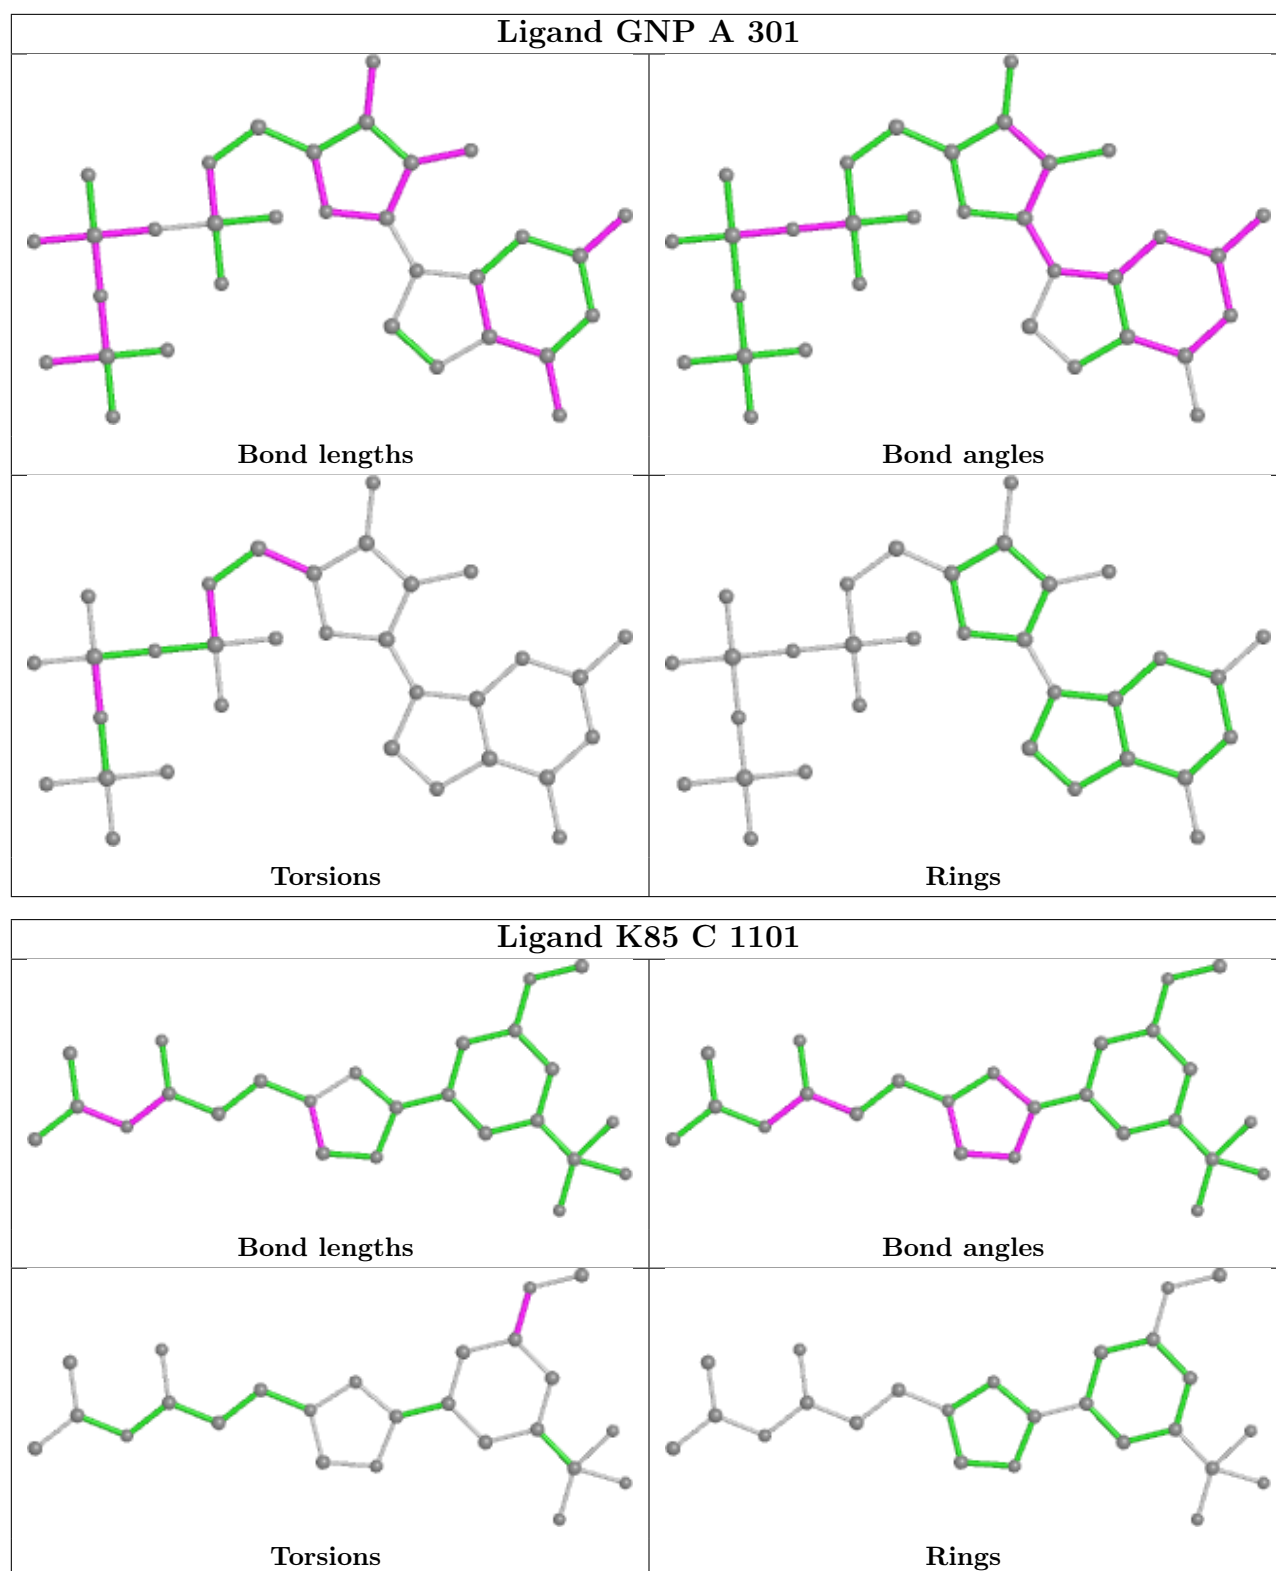 Ligand GNP A 301
Bond lengths
Bond angles
Torsions
Rings
Ligand K85 C 1101
Bond lengths
Bond angles
Torsions
Rings